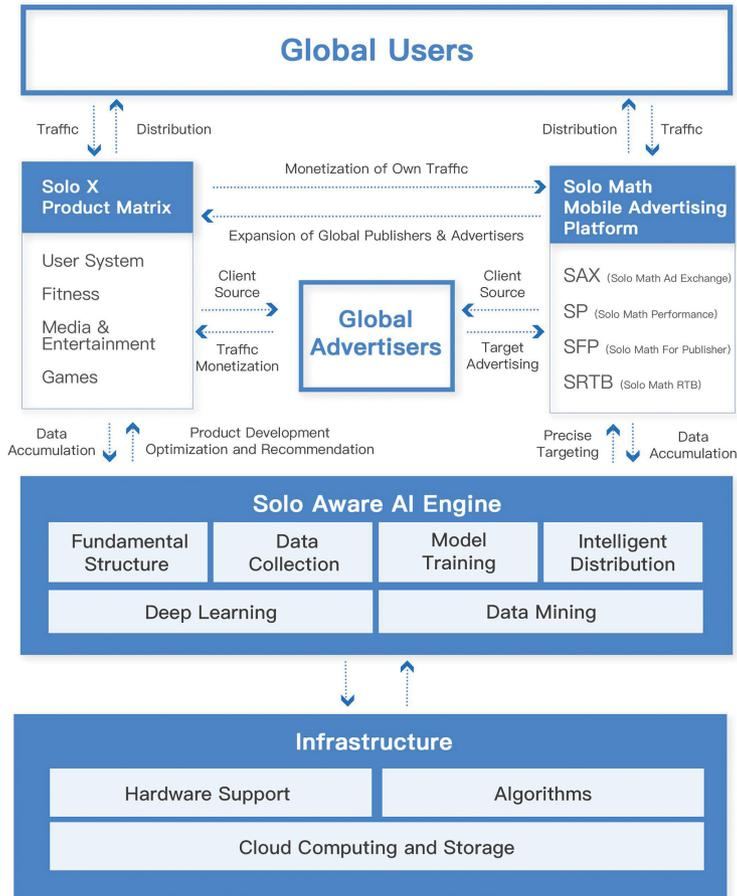 Global Users
Traffic
Distribution
Distribution
Traffic
Solo X
Product Matrix
Monetization of Own Traffic
Expansion of Global Publishers & Advertisers
Solo Math
Mobile Advertising
Platform
User System
Fitness
Media &
Entertainment
Games
Client
Source
Traffic
Monetization
Global
Advertisers
Client
Source
Target
Advertising
SAX (Solo Math Ad Exchange)
SP (Solo Math Performance)
SFP (Solo Math For Publisher)
SRTB (Solo Math RTB)
Data
Accumulation
Product Development
Optimization and Recommendation
Precise
Targeting
Data
Accumulation
Solo Aware AI Engine
Fundamental
Structure
Data
Collection
Model
Training
Intelligent
Distribution
Deep Learning
Data Mining
Infrastructure
Hardware Support
Algorithms
Cloud Computing and Storage